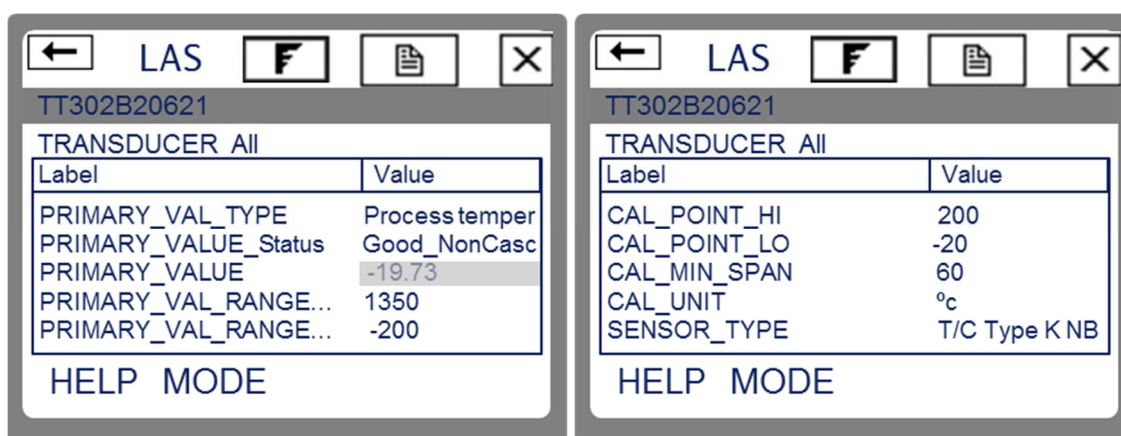 LAS
TT302B20621
TRANSDUCER All
Label Value
PRIMARY_VAL_TYPE Process temper
PRIMARY_VALUE_Status Good_NonCasc
PRIMARY_VALUE -19.73
PRIMARY_VAL_RANGE... 1350
PRIMARY_VAL_RANGE... -200
HELP MODE
LAS
TT302B20621
TRANSDUCER All
Label Value
CAL_POINT_HI 200
CAL_POINT_LO -20
CAL_MIN_SPAN 60
CAL_UNIT ºc
SENSOR_TYPE T/C Type K NB
HELP MODE